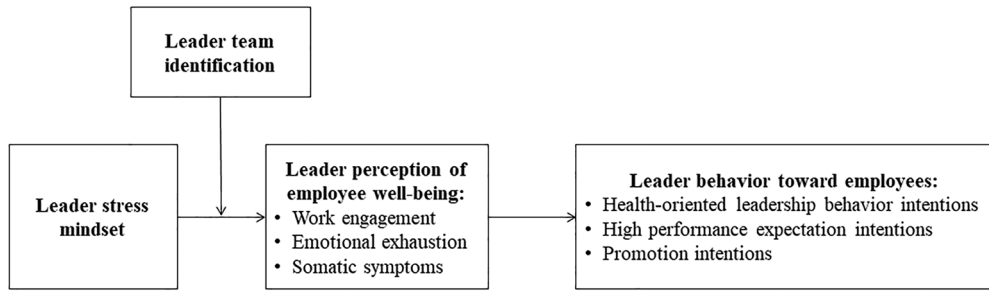 Leader team
identification
Leader stress
mindset
Leader perception of
employee well-being:
• Work engagement
• Emotional exhaustion
• Somatic symptoms
Leader behavior toward employees:
• Health-oriented leadership behavior intentions
• High performance expectation intentions
• Promotion intentions